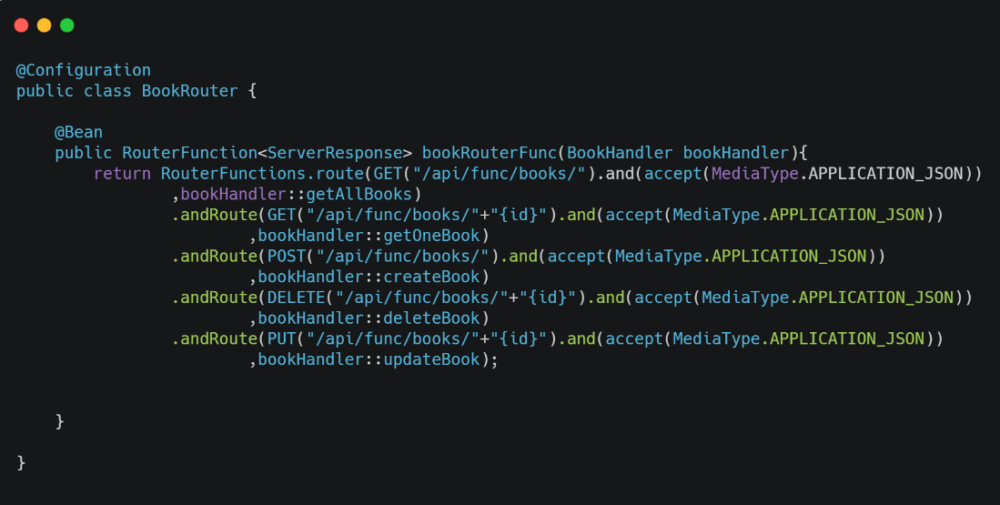 @Configuration
public class BookRouter {
    @Bean
    public RouterFunction<ServerResponse> bookRouterFunc(BookHandler bookHandler){
        return RouterFunctions.route(GET("/api/func/books/").and(accept(MediaType.APPLICATION_JSON))
                ,bookHandler::getAllBooks)
                .andRoute(GET("/api/func/books/"+"{id}").and(accept(MediaType.APPLICATION_JSON))
                        ,bookHandler::getOneBook)
                .andRoute(POST("/api/func/books/").and(accept(MediaType.APPLICATION_JSON))
                        ,bookHandler::createBook)
                .andRoute(DELETE("/api/func/books/"+"{id}").and(accept(MediaType.APPLICATION_JSON))
                        ,bookHandler::deleteBook)
                .andRoute(PUT("/api/func/books/"+"{id}").and(accept(MediaType.APPLICATION_JSON))
                        ,bookHandler::updateBook);
    }
}